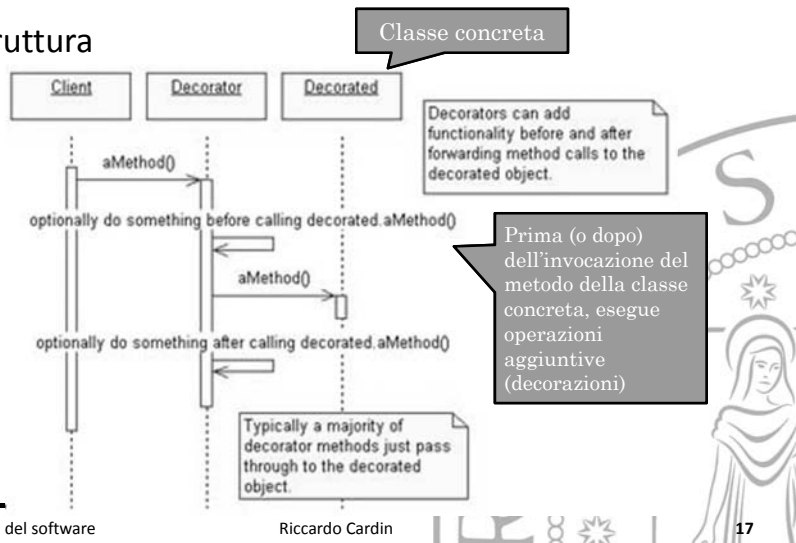 ruttura
Classe concreta
Client
Decorator
Decorated
Decorators can add
functionality before and after
forwarding method calls to the
decorated object.
aMethod()
optionally do something before calling decorated.aMethod()
Prima (o dopo)
dell'invocazione del
metodo della classe
concreta, esegue
operazioni
aggiuntive
(decorazioni)
aMethod()
optionally do something after calling decorated.aMethod()
Typically a majority of
decorator methods just pass
through to the decorated
object.
del software
Riccardo Cardin
17
S